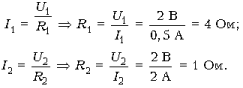 I₁ = U₁/R₁ ⇒ R₁ = U₁/I₁ = 2 В/0,5 А = 4 Ом;
I₂ = U₂/R₂ ⇒ R₂ = U₂/I₂ = 2 В/2 А = 1 Ом.